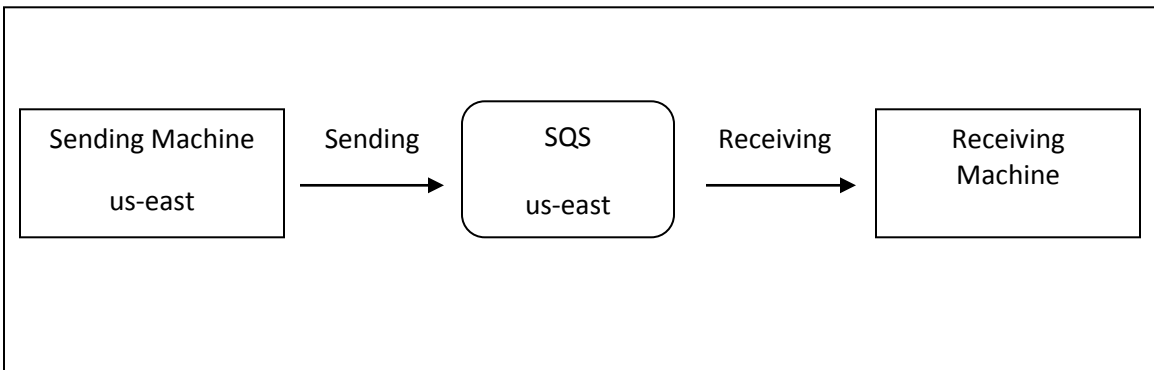 Sending Machine
us-east
Sending
SQS
us-east
Receiving
Receiving
Machine